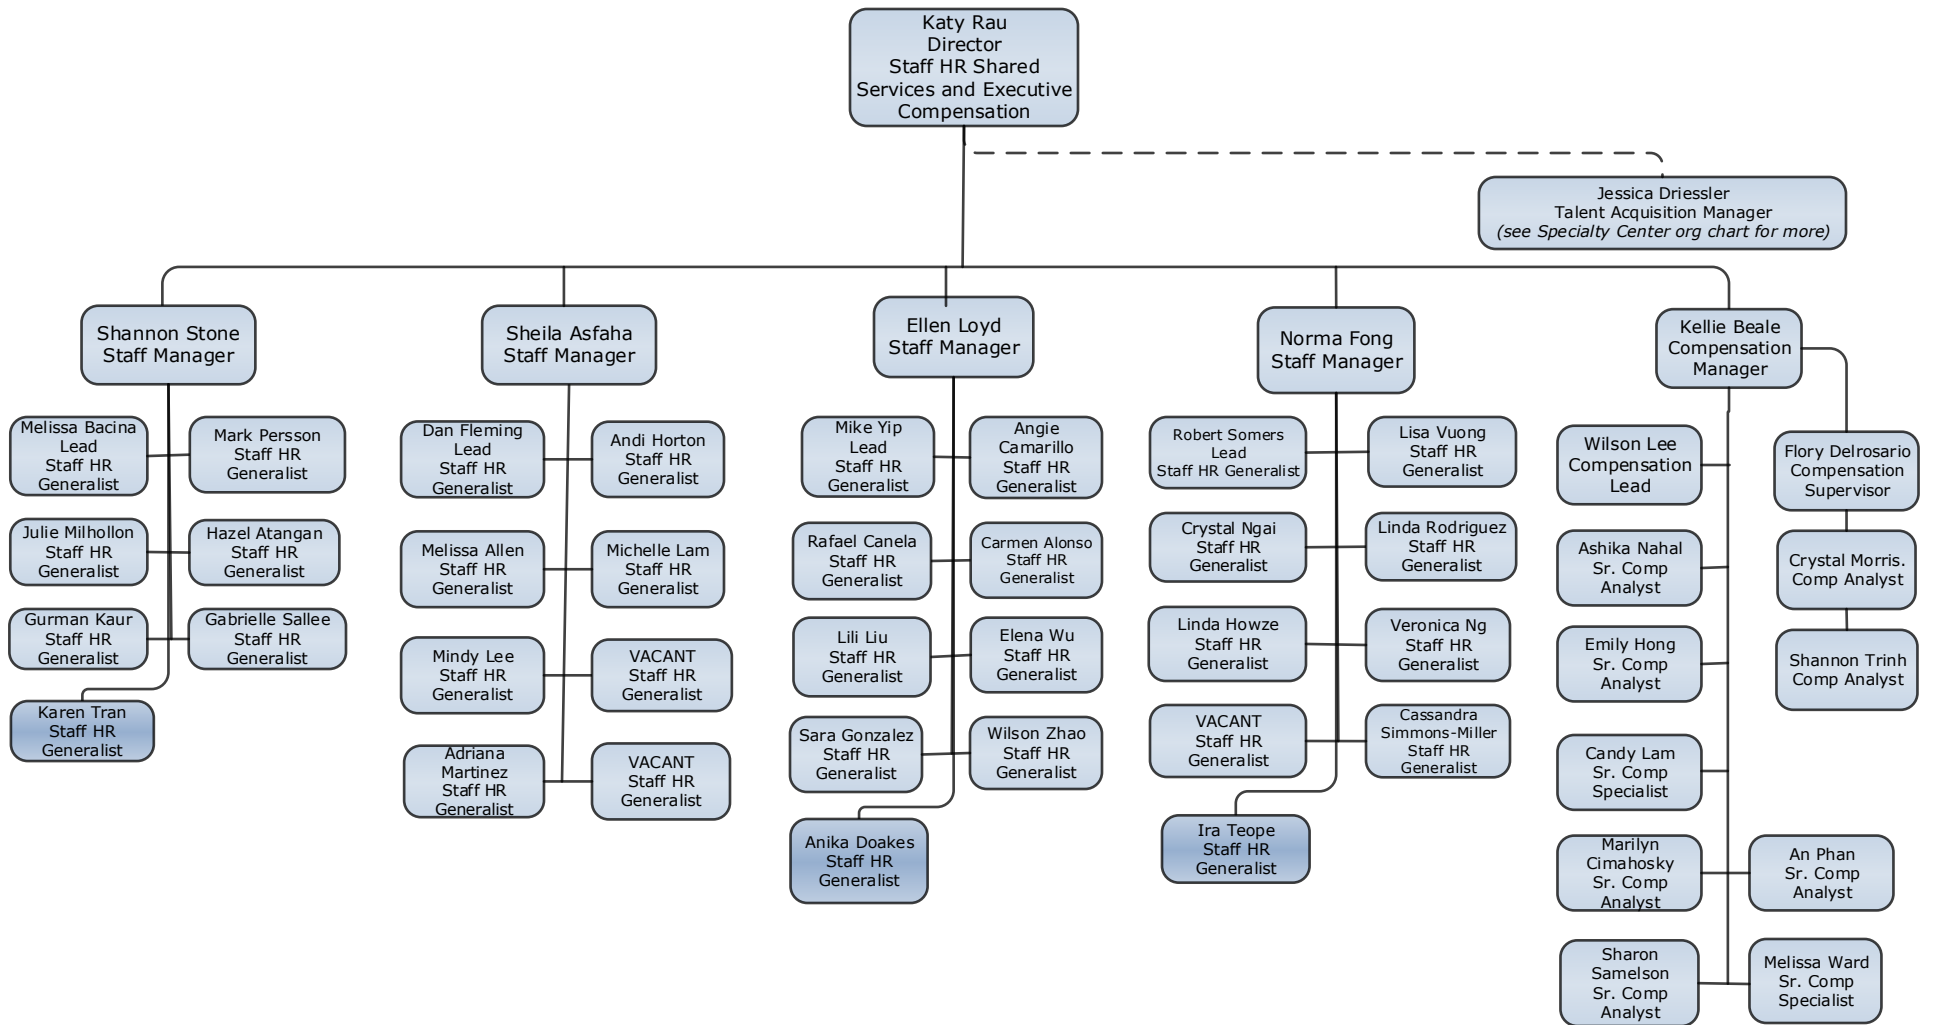 Katy Rau
Director
Staff HR Shared
Services and Executive
Compensation
Jessica Driessler
Talent Acquisition Manager
(see Specialty Center org chart for more)
Shannon Stone
Staff Manager
Sheila Asfaha
Staff Manager
Ellen Loyd
Staff Manager
Norma Fong
Staff Manager
Kellie Beale
Compensation
Manager
Melissa Bacina
Lead
Staff HR
Generalist
Mark Persson
Staff HR
Generalist
Julie Milhollon
Staff HR
Generalist
Hazel Atangan
Staff HR
Generalist
Gurman Kaur
Staff HR
Generalist
Gabrielle Sallee
Staff HR
Generalist
Karen Tran
Staff HR
Generalist
Dan Fleming
Lead
Staff HR
Generalist
Andi Horton
Staff HR
Generalist
Melissa Allen
Staff HR
Generalist
Michelle Lam
Staff HR
Generalist
Mindy Lee
Staff HR
Generalist
VACANT
Staff HR
Generalist
Adriana
Martinez
Staff HR
Generalist
VACANT
Staff HR
Generalist
Mike Yip
Lead
Staff HR
Generalist
Angie
Camarillo
Staff HR
Generalist
Rafael Canela
Staff HR
Generalist
Carmen Alonso
Staff HR
Generalist
Lili Liu
Staff HR
Generalist
Elena Wu
Staff HR
Generalist
Sara Gonzalez
Staff HR
Generalist
Wilson Zhao
Staff HR
Generalist
Anika Doakes
Staff HR
Generalist
Robert Somers
Lead
Staff HR Generalist
Lisa Vuong
Staff HR
Generalist
Crystal Ngai
Staff HR
Generalist
Linda Rodriguez
Staff HR
Generalist
Linda Howze
Staff HR
Generalist
Veronica Ng
Staff HR
Generalist
VACANT
Staff HR
Generalist
Cassandra
Simmons-Miller
Staff HR
Generalist
Ira Teope
Staff HR
Generalist
Wilson Lee
Compensation
Lead
Flory Delrosario
Compensation
Supervisor
Ashika Nahal
Sr. Comp
Analyst
Crystal Morris.
Comp Analyst
Emily Hong
Sr. Comp
Analyst
Shannon Trinh
Comp Analyst
Candy Lam
Sr. Comp
Specialist
Marilyn
Cimahosky
Sr. Comp
Analyst
An Phan
Sr. Comp
Analyst
Sharon
Samelson
Sr. Comp
Analyst
Melissa Ward
Sr. Comp
Specialist